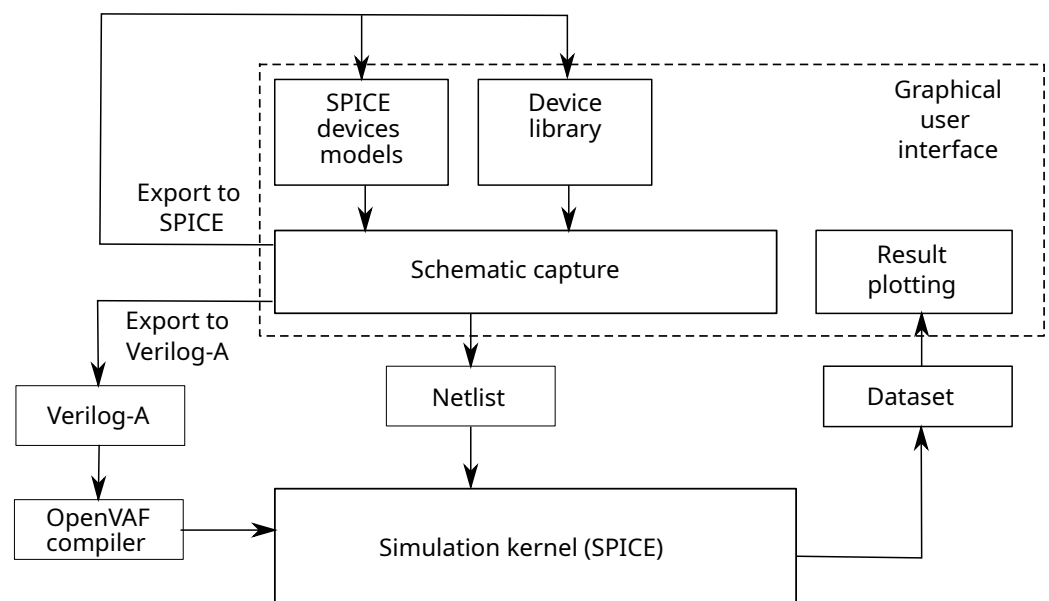 SPICE
devices
models
Device
library
Graphical
user
interface
Export to
SPICE
Schematic capture
Result
plotting
Export to
Verilog-A
Netlist
Dataset
Verilog-A
OpenVAF
compiler
Simulation kernel (SPICE)